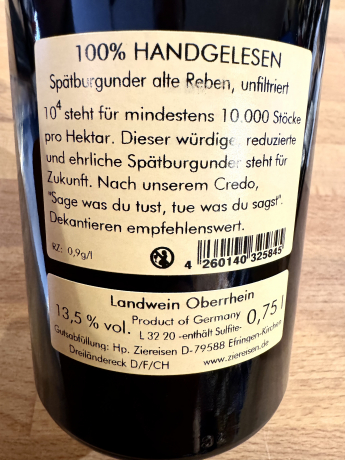 100% HANDGELESEN
Spätburgunder alte Reben, unfiltriert
10⁴ steht für mindestens 10.000 Stöcke
pro Hektar. Dieser würdige, reduzierte
und ehrliche Spätburgunder steht für
Zukunft. Nach unserem Credo,
"Sage was du tust, tue was du sagst".
Dekantieren empfehlenswert.
RZ: 0,9g/l
4 260140 325845
Landwein Oberrhein
13,5 % vol. Product of Germany 0,75 l
L 32 20 -enthält Sulfite-
Gutsabfüllung: Hp. Ziereisen D-79588 Efringen-Kirchen
Dreiländereck D/F/CH www.ziereisen.de